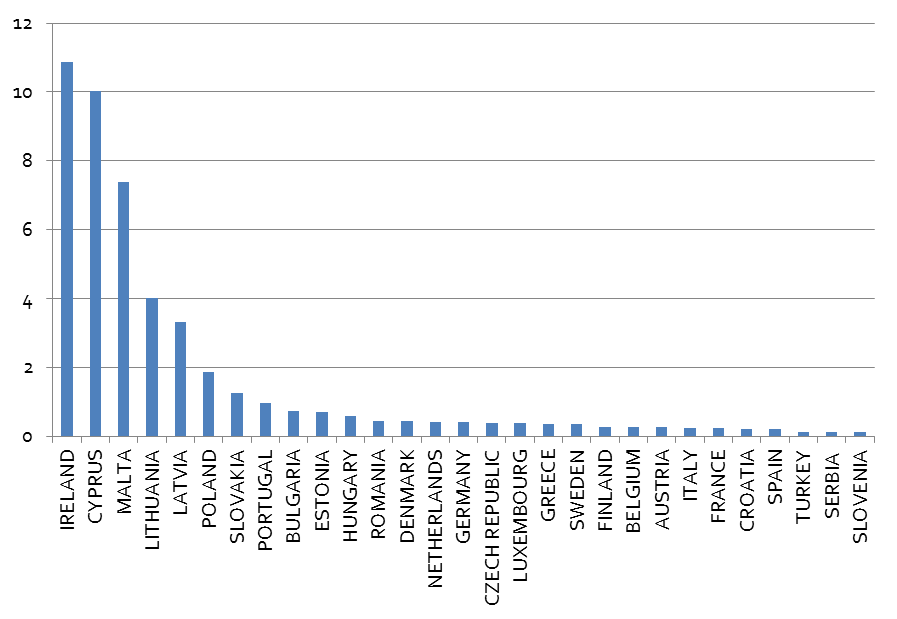 12
10
8
6
4
2
0
IRELAND
CYPRUS
MALTA
LITHUANIA
LATVIA
POLAND
SLOVAKIA
PORTUGAL
BULGARIA
ESTONIA
HUNGARY
ROMANIA
DENMARK
NETHERLANDS
GERMANY
CZECH REPUBLIC
LUXEMBOURG
GREECE
SWEDEN
FINLAND
BELGIUM
AUSTRIA
ITALY
FRANCE
CROATIA
SPAIN
TURKEY
SERBIA
SLOVENIA